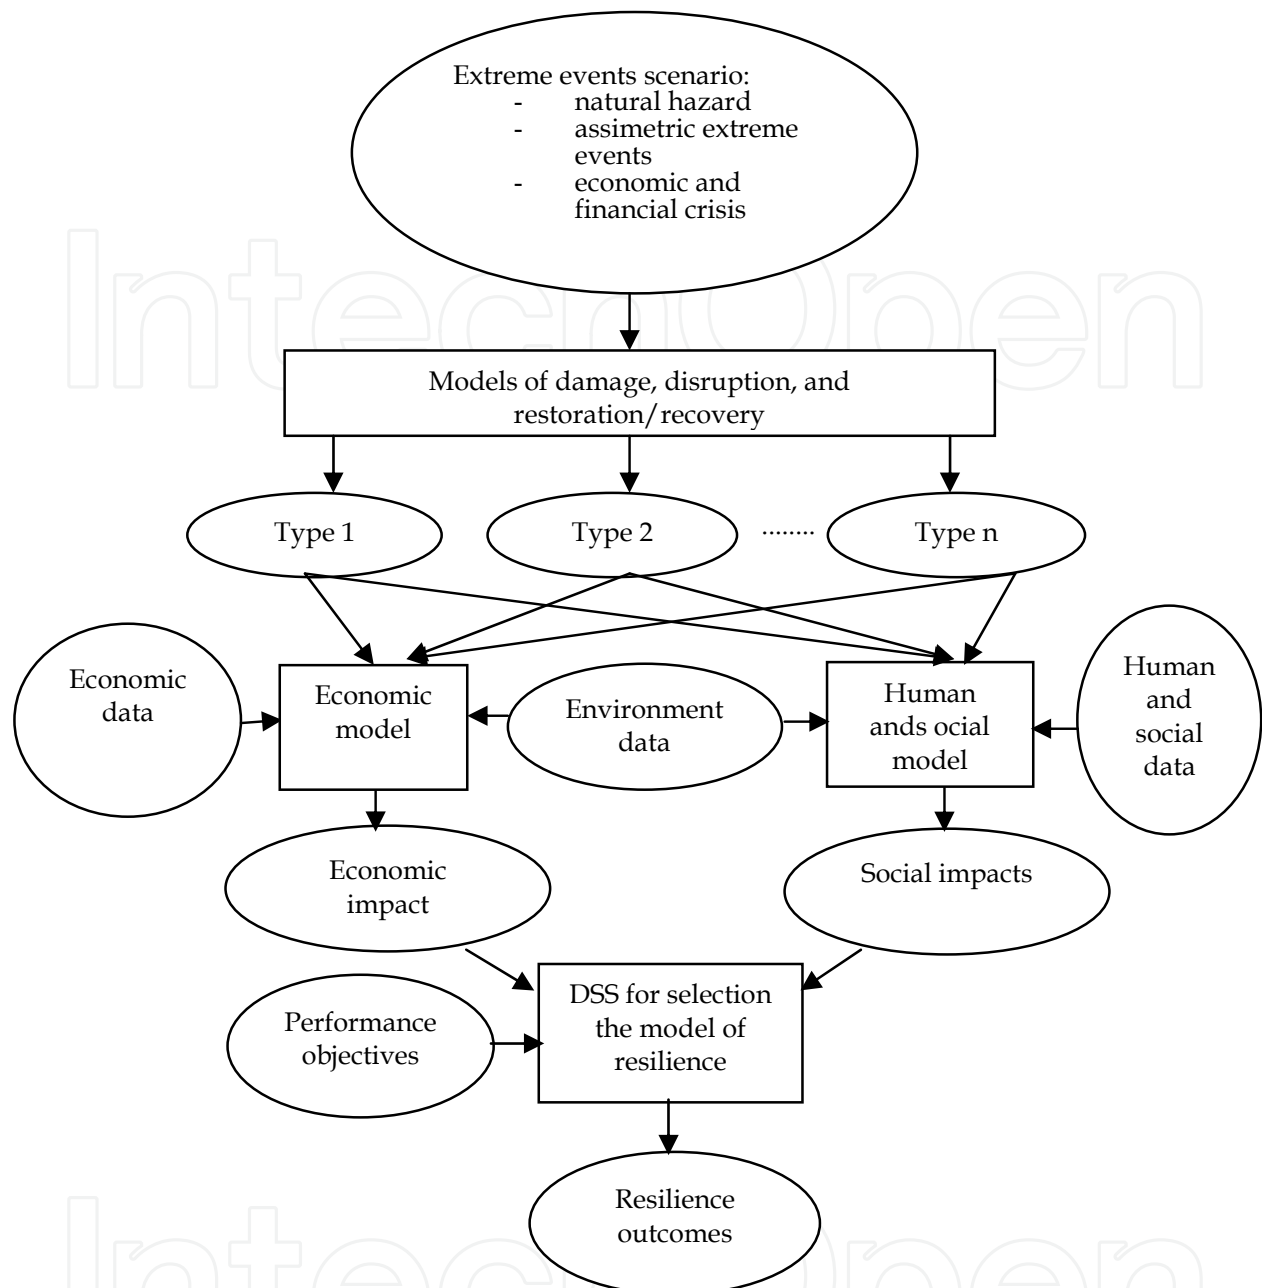 Extreme events scenario:
- natural hazard
- assimetric extreme
events
- economic and
financial crisis
IntechOpen
Models of damage, disruption, and
restoration/recovery
Type 1
Type 2
........
Type n
Economic
data
Economic
model
Environment
data
Human
ands ocial
model
Human
and
social
data
Economic
impact
Social impacts
Performance
objectives
DSS for selection
the model of
resilience
Resilience
outcomes
IntechOpen